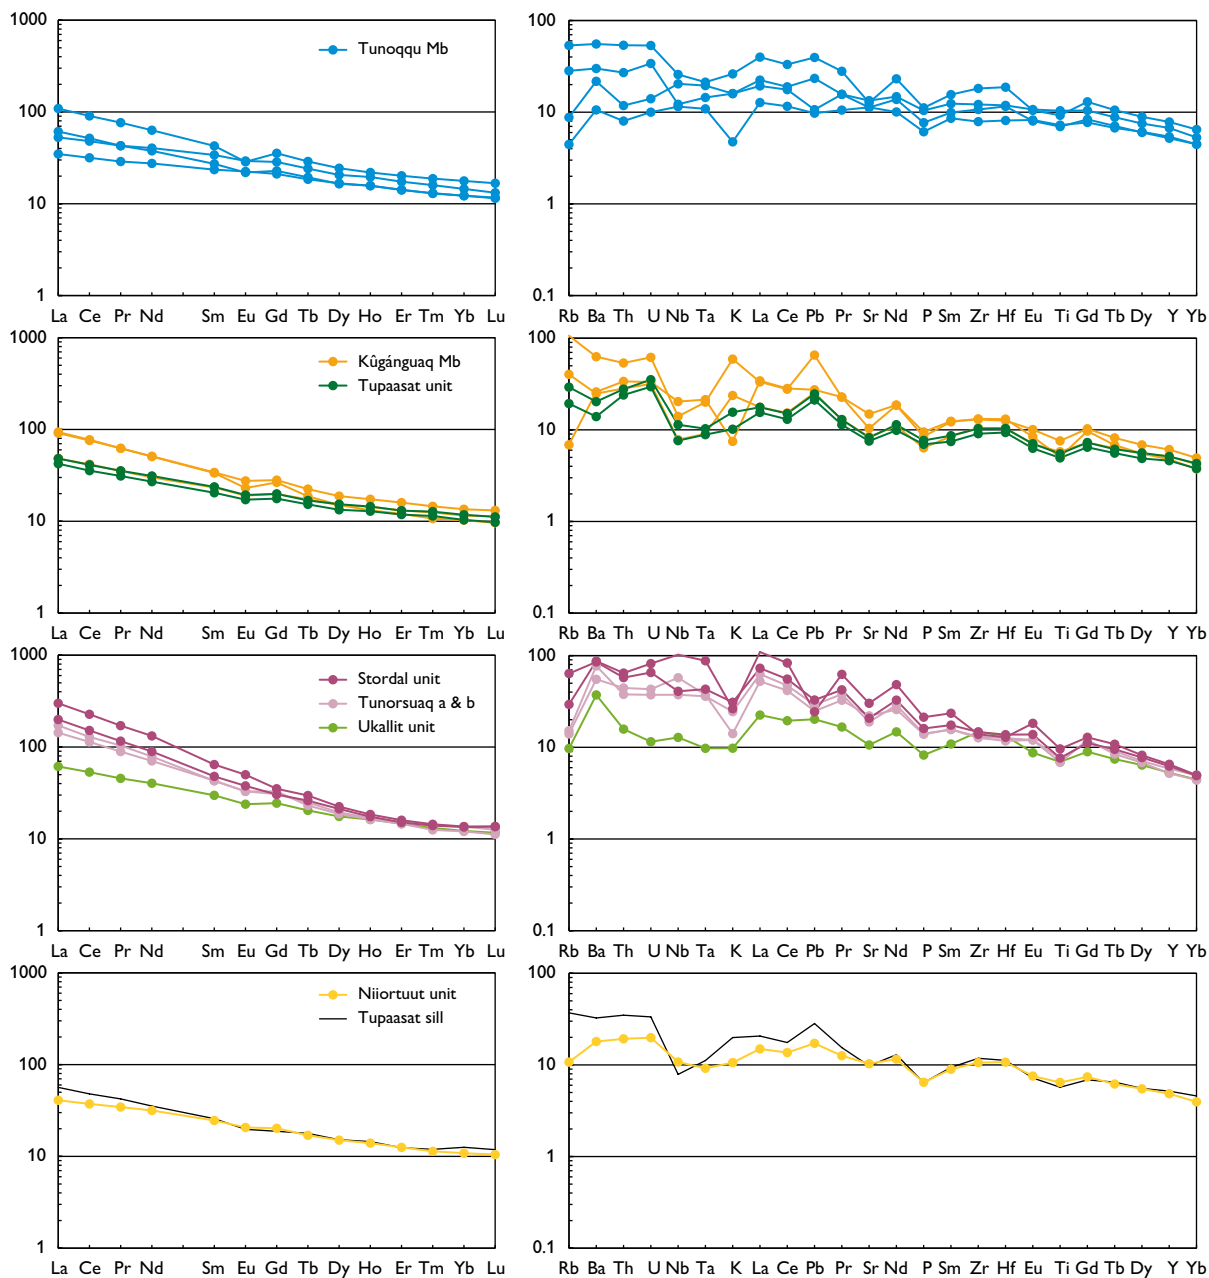 1000
100
10
1
Tunoqqu Mb
La Ce Pr Nd Sm Eu Gd Tb Dy Ho Er Tm Yb Lu
100
10
1
0.1
Rb Ba Th U Nb Ta K La Ce Pb Pr Sr Nd P Sm Zr Hf Eu Ti Gd Tb Dy Y Yb
1000
100
10
1
Kûgánguaq Mb
Tupaasat unit
La Ce Pr Nd Sm Eu Gd Tb Dy Ho Er Tm Yb Lu
100
10
1
0.1
Rb Ba Th U Nb Ta K La Ce Pb Pr Sr Nd P Sm Zr Hf Eu Ti Gd Tb Dy Y Yb
1000
100
10
1
Stordal unit
Tunorsuaq a & b
Ukallit unit
La Ce Pr Nd Sm Eu Gd Tb Dy Ho Er Tm Yb Lu
100
10
1
0.1
Rb Ba Th U Nb Ta K La Ce Pb Pr Sr Nd P Sm Zr Hf Eu Ti Gd Tb Dy Y Yb
1000
100
10
1
Niiortuut unit
Tupaasat sill
La Ce Pr Nd Sm Eu Gd Tb Dy Ho Er Tm Yb Lu
100
10
1
0.1
Rb Ba Th U Nb Ta K La Ce Pb Pr Sr Nd P Sm Zr Hf Eu Ti Gd Tb Dy Y Yb